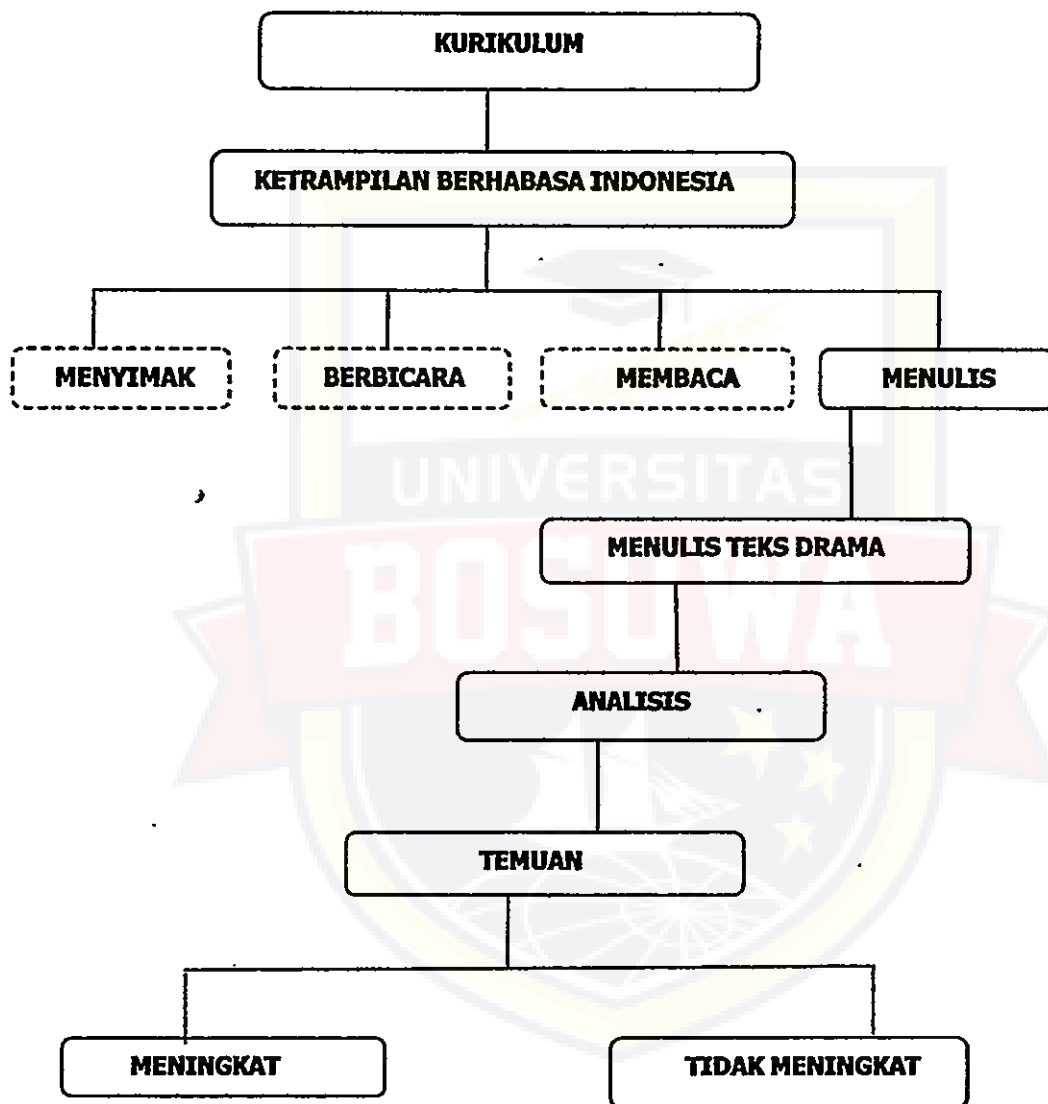 KURIKULUM
KETRAMPILAN BERHABASA INDONESIA
MENYIMAK
BERBICARA
MEMBACA
MENULIS
UNIVERSITAS
BOSOWA
MENULIS TEKS DRAMA
ANALISIS
TEMUAN
MENINGKAT
TIDAK MENINGKAT